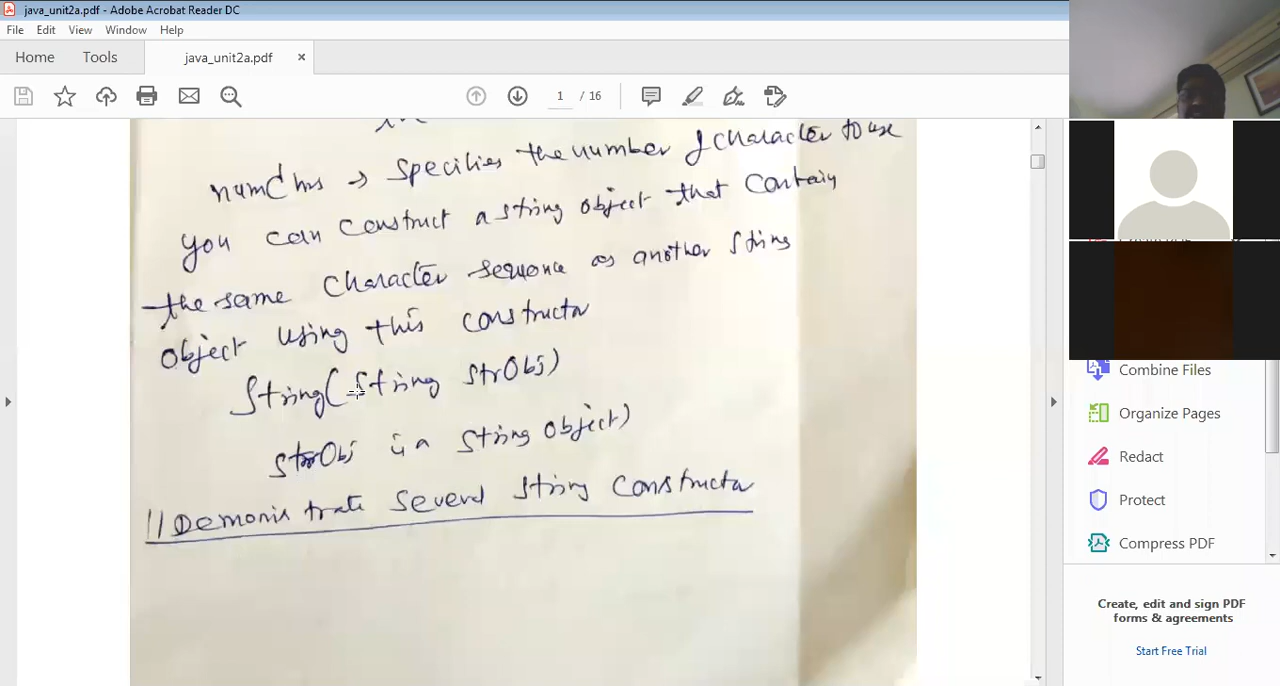 java_unit2a.pdf - Adobe Acrobat Reader DC
File Edit View Window Help
Home Tools java_unit2a.pdf ×
1 / 16
numChrs → Specifies the number of character to use
you can construct a string object that contain
the same character sequence as another string
object using this constructor
String(String strObj)
strObj is a string object)
// Demonstrate several string constructor
Combine Files
Organize Pages
Redact
Protect
Compress PDF
Create, edit and sign PDF
forms & agreements
Start Free Trial